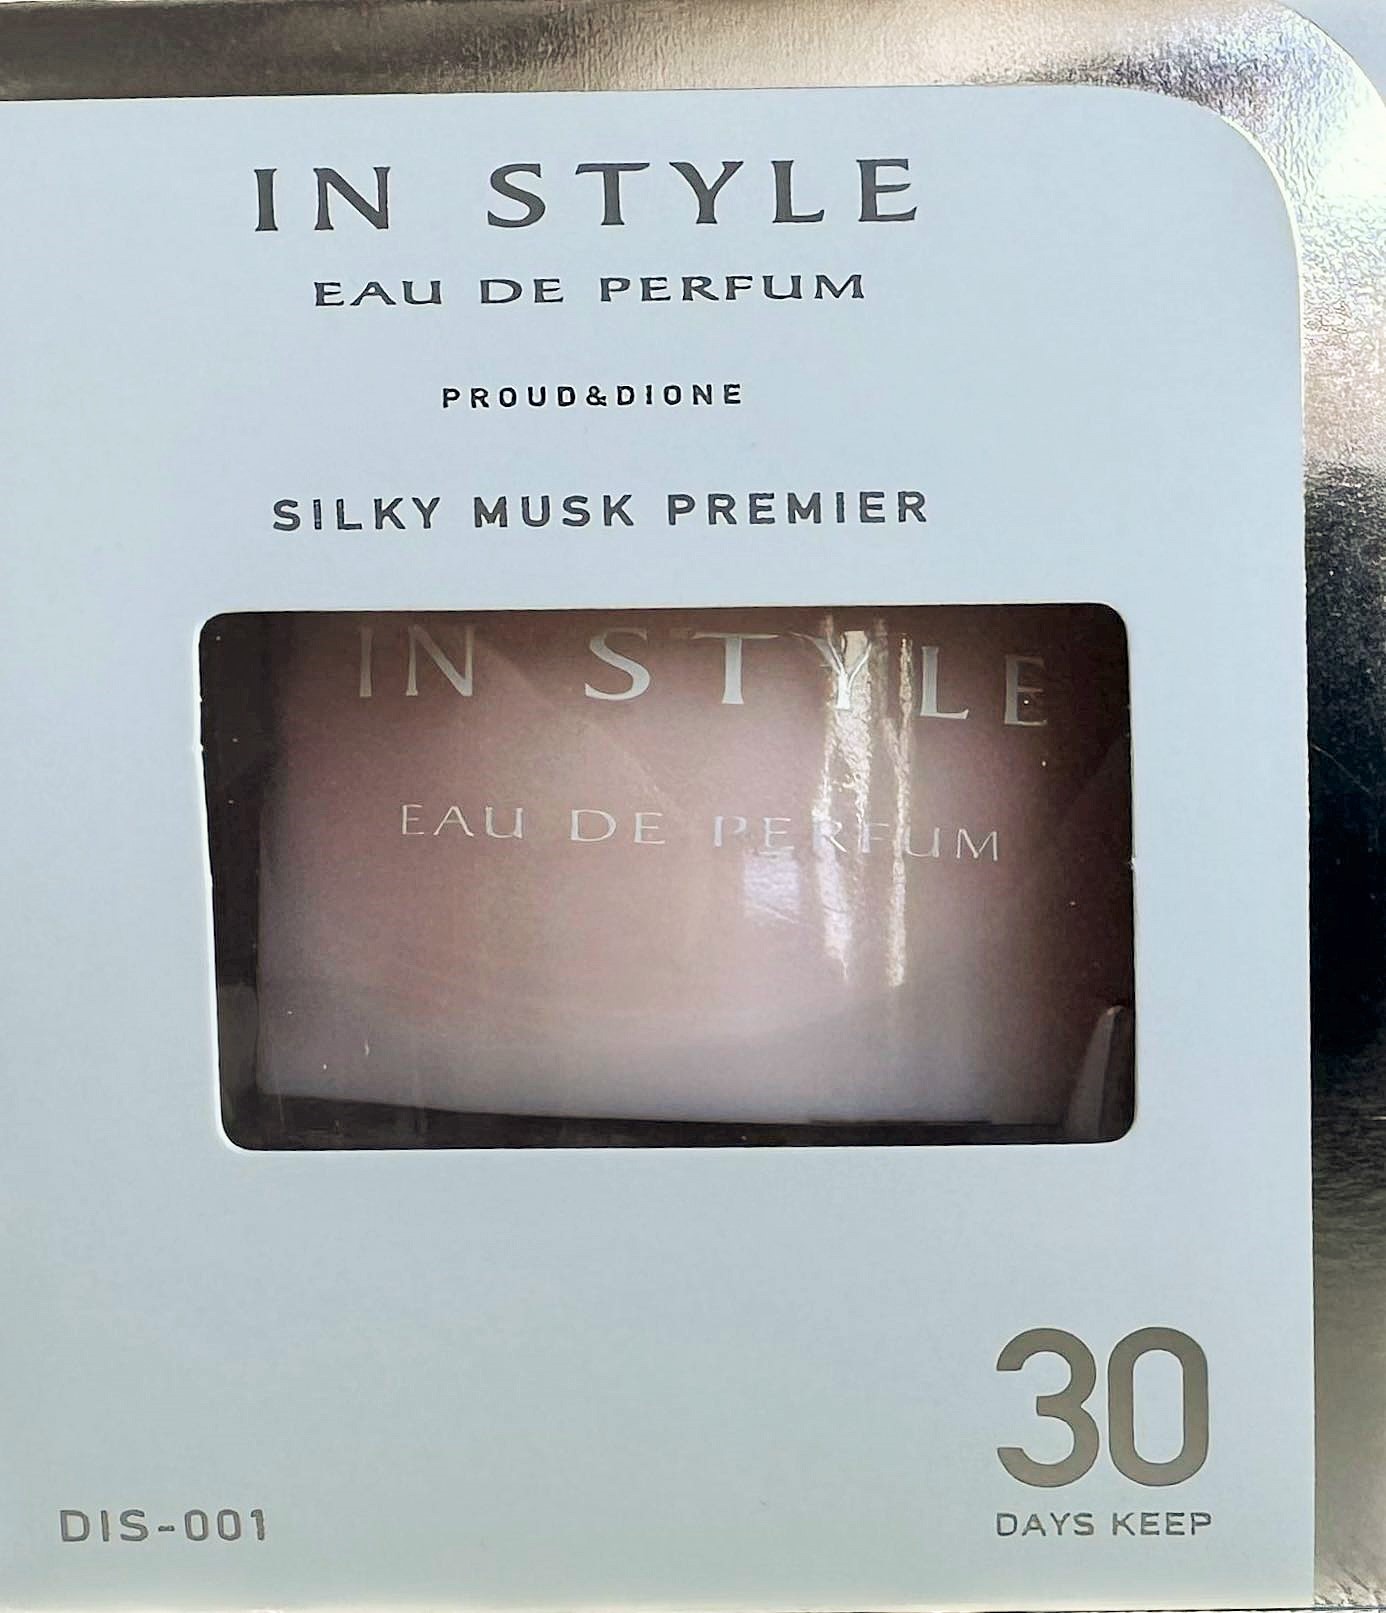 IN STYLE
EAU DE PERFUM
PROUD&DIONE
SILKY MUSK PREMIER
IN STYLE
EAU DE PERFUM
30
DAYS KEEP
DIS-001